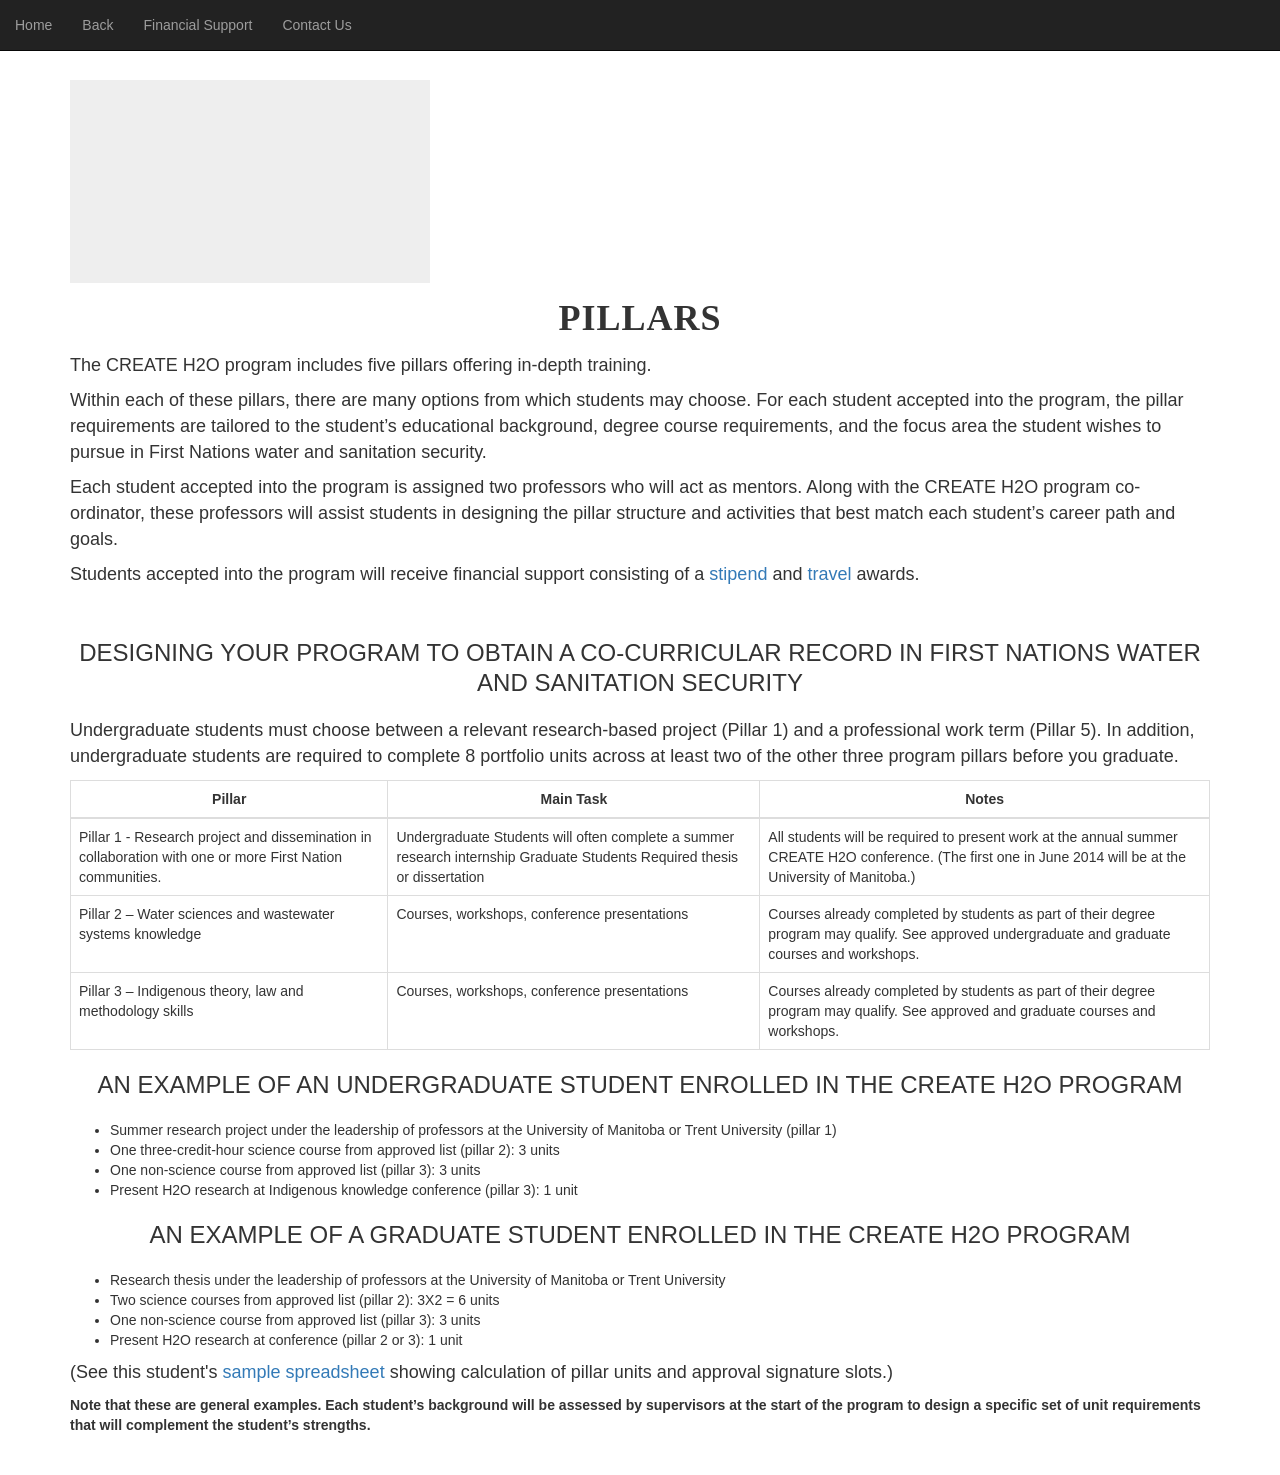 Home Back Financial Support Contact Us
PILLARS
The CREATE H2O program includes five pillars offering in-depth training.
Within each of these pillars, there are many options from which students may choose. For each student accepted into the program, the pillar
requirements are tailored to the student’s educational background, degree course requirements, and the focus area the student wishes to
pursue in First Nations water and sanitation security.
Each student accepted into the program is assigned two professors who will act as mentors. Along with the CREATE H2O program co-
ordinator, these professors will assist students in designing the pillar structure and activities that best match each student’s career path and
goals.
Students accepted into the program will receive financial support consisting of a stipend and travel awards.
DESIGNING YOUR PROGRAM TO OBTAIN A CO-CURRICULAR RECORD IN FIRST NATIONS WATER
AND SANITATION SECURITY
Undergraduate students must choose between a relevant research-based project (Pillar 1) and a professional work term (Pillar 5). In addition,
undergraduate students are required to complete 8 portfolio units across at least two of the other three program pillars before you graduate.
Pillar Main Task Notes
Pillar 1 - Research project and dissemination in
collaboration with one or more First Nation
communities.
Undergraduate Students will often complete a summer
research internship Graduate Students Required thesis
or dissertation
All students will be required to present work at the annual summer
CREATE H2O conference. (The first one in June 2014 will be at the
University of Manitoba.)
Pillar 2 – Water sciences and wastewater
systems knowledge
Courses, workshops, conference presentations
Courses already completed by students as part of their degree
program may qualify. See approved undergraduate and graduate
courses and workshops.
Pillar 3 – Indigenous theory, law and
methodology skills
Courses, workshops, conference presentations
Courses already completed by students as part of their degree
program may qualify. See approved and graduate courses and
workshops.
AN EXAMPLE OF AN UNDERGRADUATE STUDENT ENROLLED IN THE CREATE H2O PROGRAM
• Summer research project under the leadership of professors at the University of Manitoba or Trent University (pillar 1)
• One three-credit-hour science course from approved list (pillar 2): 3 units
• One non-science course from approved list (pillar 3): 3 units
• Present H2O research at Indigenous knowledge conference (pillar 3): 1 unit
AN EXAMPLE OF A GRADUATE STUDENT ENROLLED IN THE CREATE H2O PROGRAM
• Research thesis under the leadership of professors at the University of Manitoba or Trent University
• Two science courses from approved list (pillar 2): 3X2 = 6 units
• One non-science course from approved list (pillar 3): 3 units
• Present H2O research at conference (pillar 2 or 3): 1 unit
(See this student's sample spreadsheet showing calculation of pillar units and approval signature slots.)
Note that these are general examples. Each student’s background will be assessed by supervisors at the start of the program to design a specific set of unit requirements
that will complement the student’s strengths.